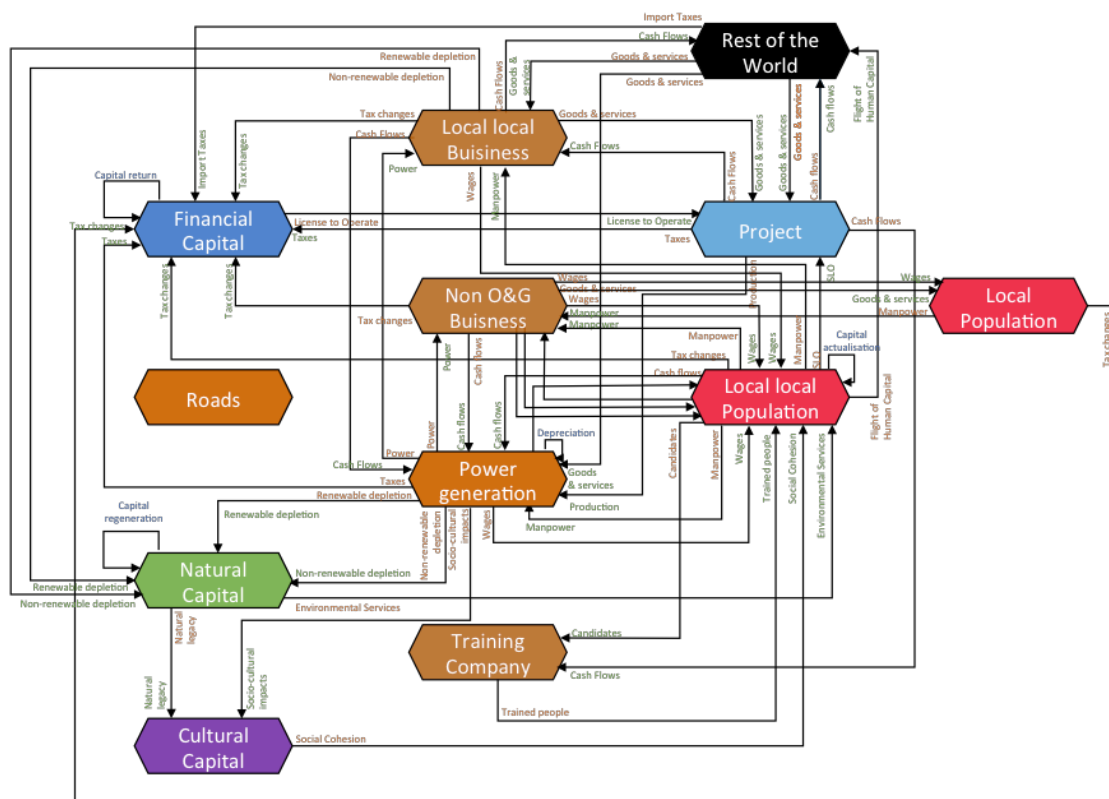 Import Taxes
Cash Flows
Rest of the
World
Renewable depletion
Goods & services
Non-renewable depletion
Goods & services
Cash Flows
Goods &
services
Flight of
Human Capital
Cash flows
Tax changes
Local local
Buisiness
Goods & services
Cash Flows
Cash Flows
Power
Import Taxes
Tax changes
Wages
Manpower
Cash Flows
Goods & services
Goods & services
Goods & services
Cash flows
Capital return
Financial
Capital
License to Operate
License to Operate
Project
Cash Flows
Tax changes
Taxes
Taxes
Taxes
Tax changes
Tax changes
Production
SLO
Wages
Wages
Non O&G
Buisness
Goods & services
Wages
Manpower
Manpower
Goods & services
Manpower
Local
Population
Tax changes
Tax changes
Power
Cash flows
Manpower
Wages
Wages
Manpower
SLO
Capital
actualisation
Tax changes
Cash flows
Roads
Local local
Population
Flight of
Human Capital
Power
Power
Cash flows
Cash flows
Depreciation
Candidates
Manpower
Wages
Trained people
Social Cohesion
Environmental Services
Cash Flows
Power
generation
Goods
& services
Taxes
Renewable depletion
Production
Capital
regeneration
Renewable depletion
Non-renewable
depletion
Socio-cultural
impacts
Wages
Manpower
Natural
Capital
Non-renewable depletion
Renewable depletion
Non-renewable depletion
Environmental Services
Natural
legacy
Training
Company
Candidates
Cash Flows
Natural
legacy
Socio-cultural
impacts
Trained people
Cultural
Capital
Social Cohesion